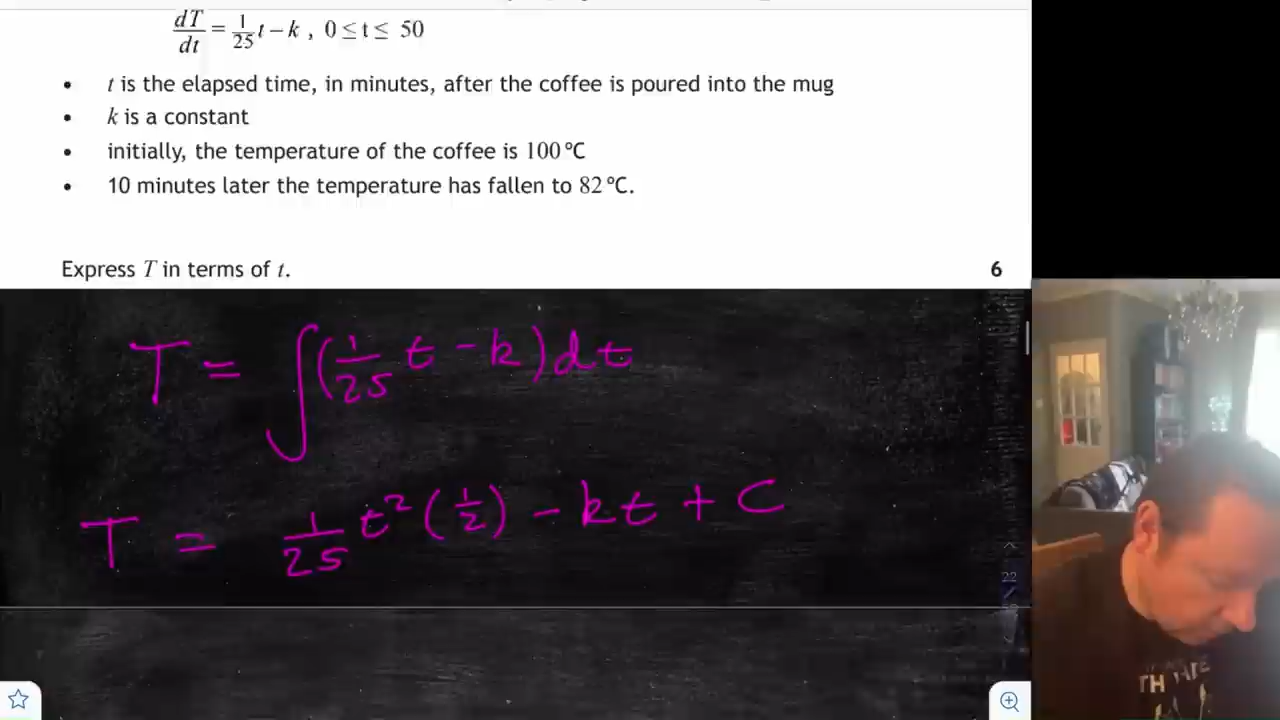 dT/dt = 1/25 t – k , 0 ≤ t ≤ 50
• t is the elapsed time, in minutes, after the coffee is poured into the mug
• k is a constant
• initially, the temperature of the coffee is 100 °C
• 10 minutes later the temperature has fallen to 82 °C.
Express T in terms of t. 6
T = ∫(1/25 t - k)dt
T = 1/25 t² (1/2) - kt + C
22